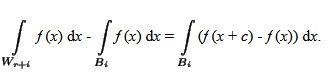 ∫_{W_{r+i}} f(x) dx - ∫_{B_i} f(x) dx = ∫_{B_i} (f(x + c) - f(x)) dx.